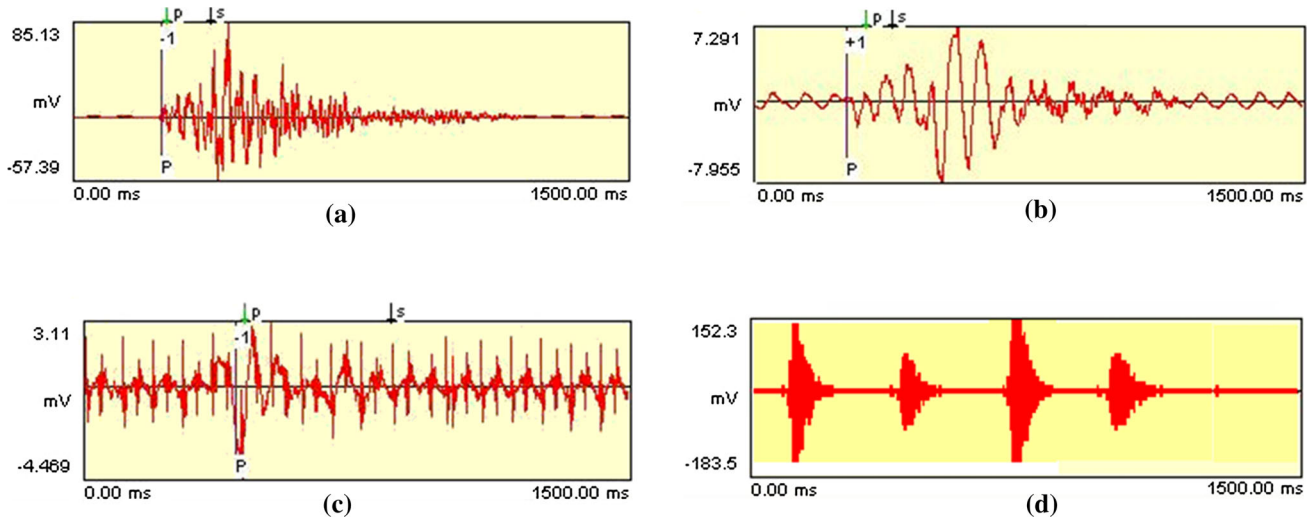 p s
85.13
-1
mV
P
-57.39
0.00 ms 1500.00 ms
(a)
p s
7.291
+1
mV
P
-7.955
0.00 ms 1500.00 ms
(b)
p s
3.11
-1
mV
P
-4.469
0.00 ms 1500.00 ms
(c)
152.3
mV
-183.5
0.00 ms 1500.00 ms
(d)